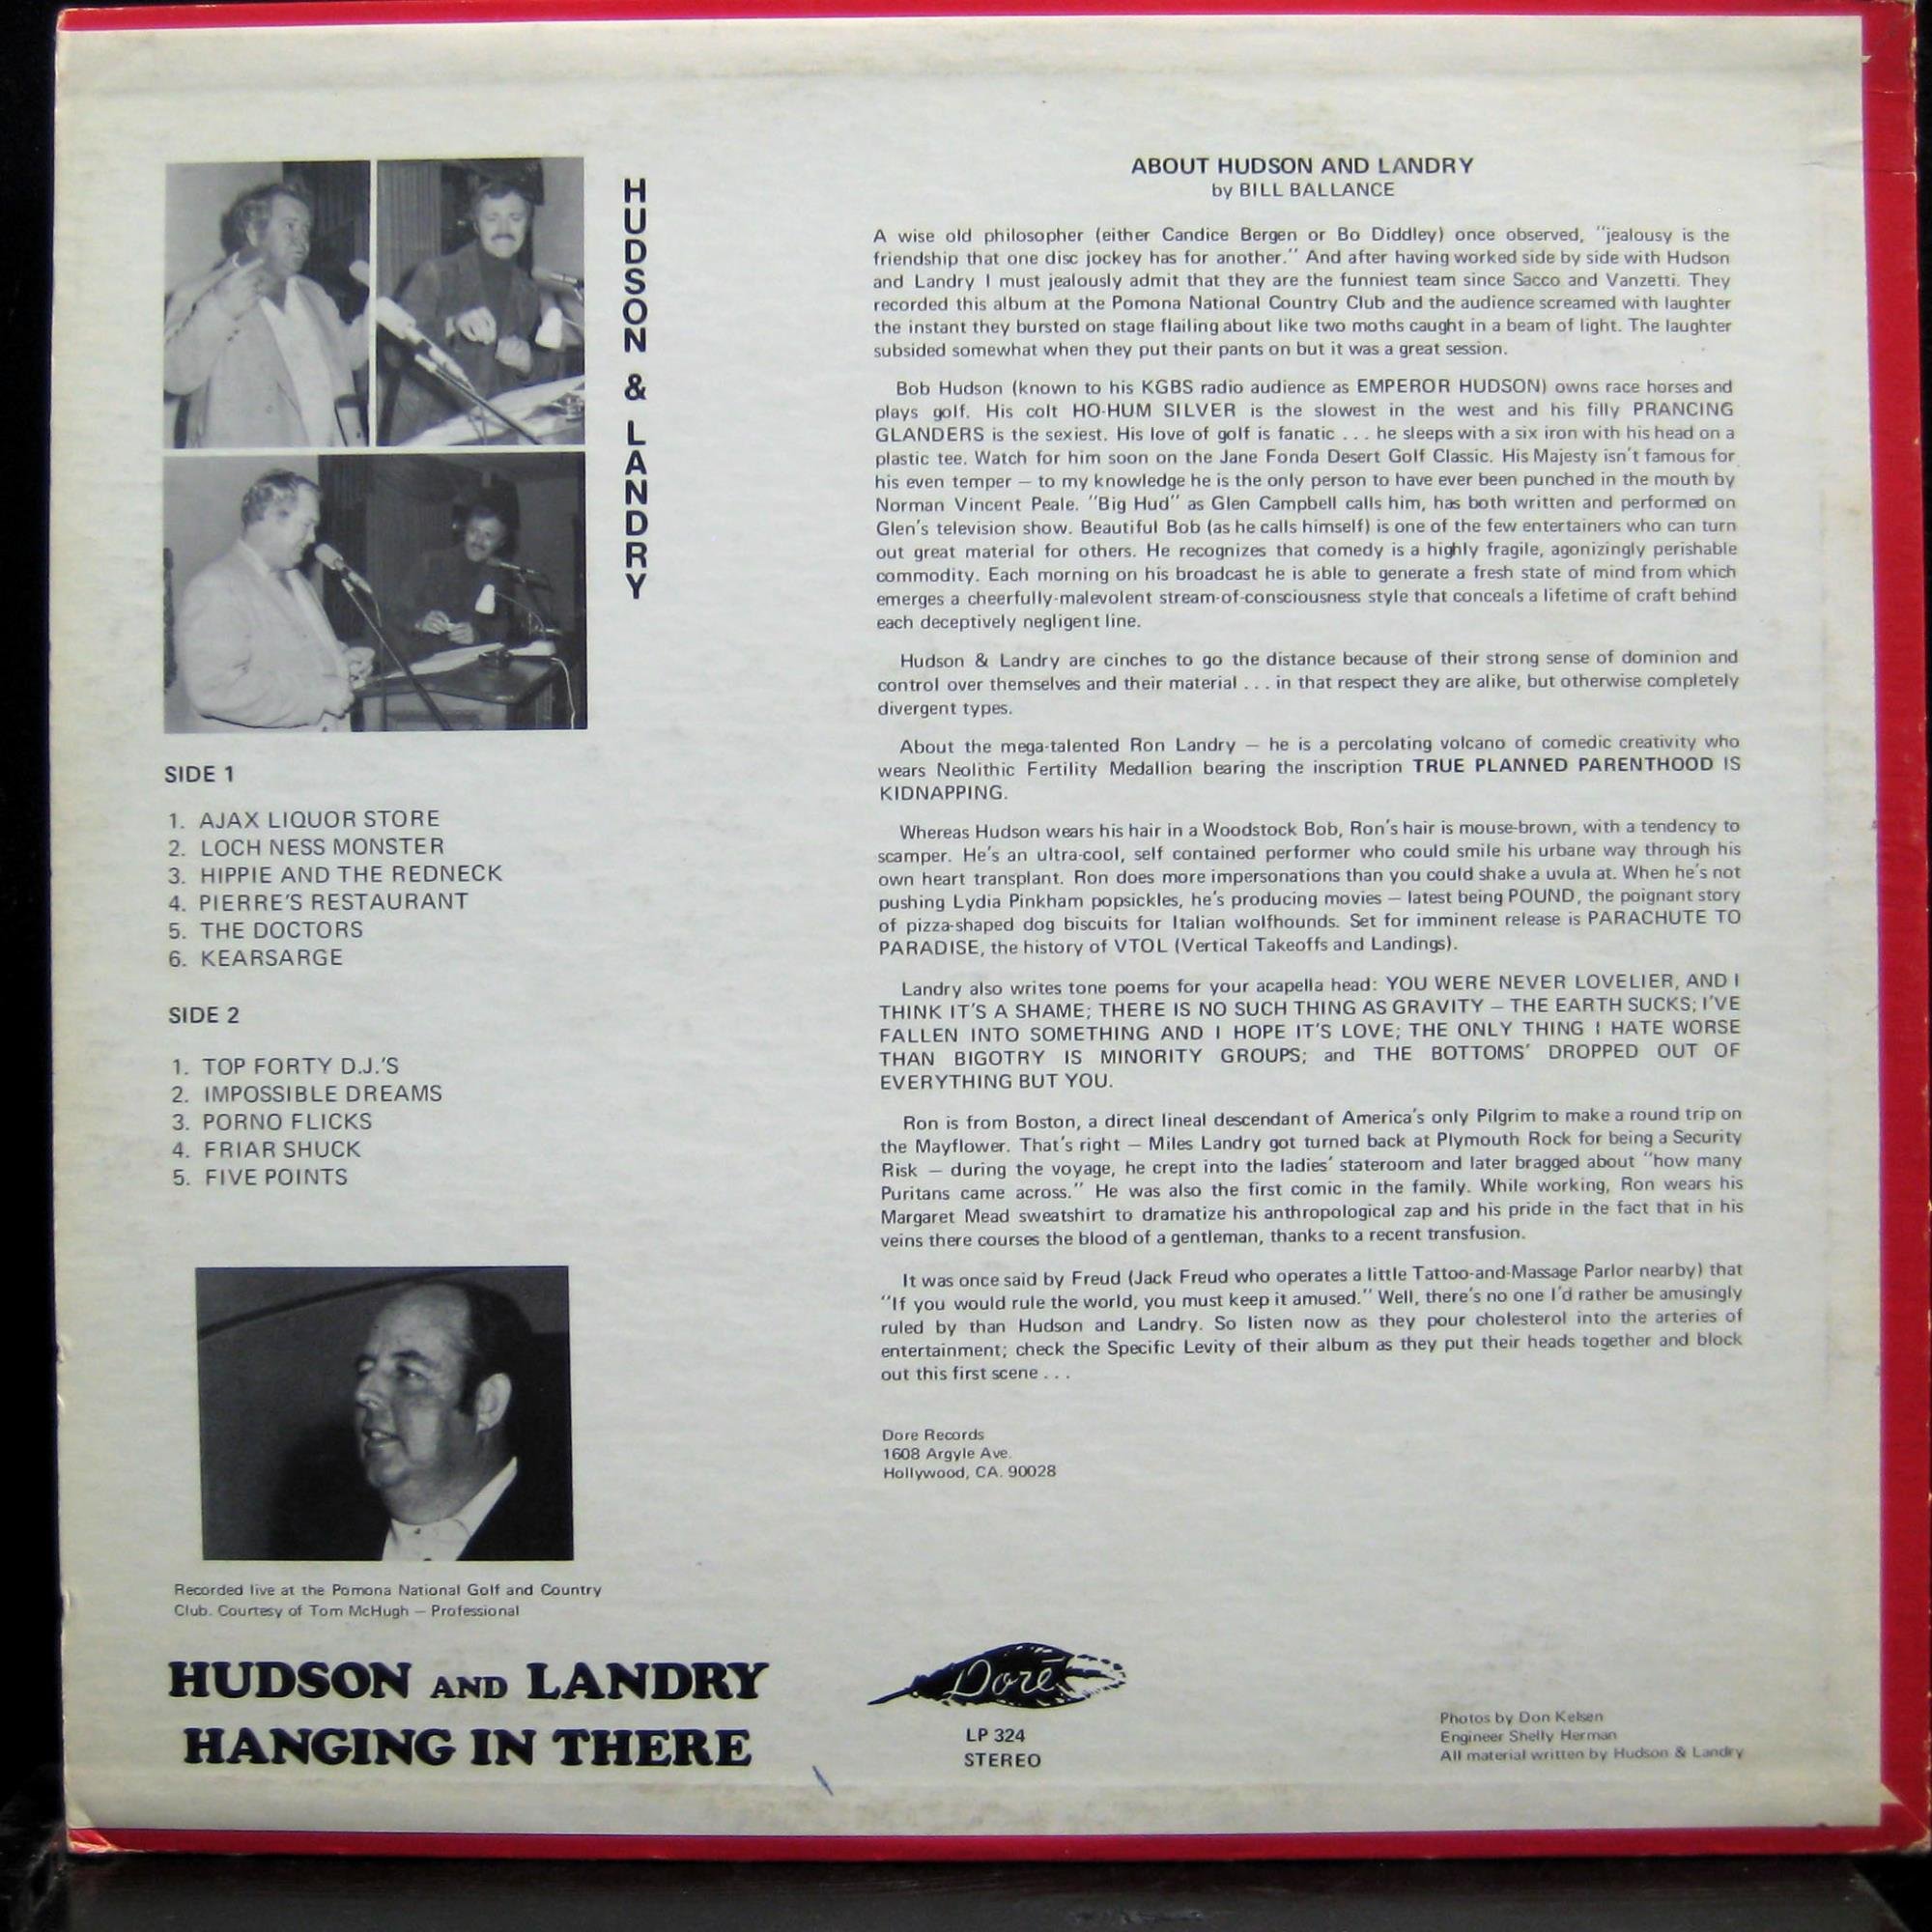 HUDSON & LANDRY
SIDE 1
1. AJAX LIQUOR STORE
2. LOCH NESS MONSTER
3. HIPPIE AND THE REDNECK
4. PIERRE'S RESTAURANT
5. THE DOCTORS
6. KEARSARGE
SIDE 2
1. TOP FORTY D.J.'S
2. IMPOSSIBLE DREAMS
3. PORNO FLICKS
4. FRIAR SHUCK
5. FIVE POINTS
Recorded live at the Pomona National Golf and Country
Club. Courtesy of Tom McHugh — Professional
HUDSON AND LANDRY
HANGING IN THERE
ABOUT HUDSON AND LANDRY
by BILL BALLANCE
A wise old philosopher (either Candice Bergen or Bo Diddley) once observed, "jealousy is the
friendship that one disc jockey has for another." And after having worked side by side with Hudson
and Landry I must jealously admit that they are the funniest team since Sacco and Vanzetti. They
recorded this album at the Pomona National Country Club and the audience screamed with laughter
the instant they bursted on stage flailing about like two moths caught in a beam of light. The laughter
subsided somewhat when they put their pants on but it was a great session.
Bob Hudson (known to his KGBS radio audience as EMPEROR HUDSON) owns race horses and
plays golf. His colt HO-HUM SILVER is the slowest in the west and his filly PRANCING
GLANDERS is the sexiest. His love of golf is fanatic . . . he sleeps with a six iron with his head on a
plastic tee. Watch for him soon on the Jane Fonda Desert Golf Classic. His Majesty isn't famous for
his even temper — to my knowledge he is the only person to have ever been punched in the mouth by
Norman Vincent Peale. "Big Hud" as Glen Campbell calls him, has both written and performed on
Glen's television show. Beautiful Bob (as he calls himself) is one of the few entertainers who can turn
out great material for others. He recognizes that comedy is a highly fragile, agonizingly perishable
commodity. Each morning on his broadcast he is able to generate a fresh state of mind from which
emerges a cheerfully-malevolent stream-of-consciousness style that conceals a lifetime of craft behind
each deceptively negligent line.
Hudson & Landry are cinches to go the distance because of their strong sense of dominion and
control over themselves and their material . . . in that respect they are alike, but otherwise completely
divergent types.
About the mega-talented Ron Landry — he is a percolating volcano of comedic creativity who
wears Neolithic Fertility Medallion bearing the inscription TRUE PLANNED PARENTHOOD IS
KIDNAPPING.
Whereas Hudson wears his hair in a Woodstock Bob, Ron's hair is mouse-brown, with a tendency to
scamper. He's an ultra-cool, self contained performer who could smile his urbane way through his
own heart transplant. Ron does more impersonations than you could shake a uvula at. When he's not
pushing Lydia Pinkham popsickles, he's producing movies — latest being POUND, the poignant story
of pizza-shaped dog biscuits for Italian wolfhounds. Set for imminent release is PARACHUTE TO
PARADISE, the history of VTOL (Vertical Takeoffs and Landings).
Landry also writes tone poems for your acapella head: YOU WERE NEVER LOVELIER, AND I
THINK IT'S A SHAME; THERE IS NO SUCH THING AS GRAVITY — THE EARTH SUCKS; I'VE
FALLEN INTO SOMETHING AND I HOPE IT'S LOVE; THE ONLY THING I HATE WORSE
THAN BIGOTRY IS MINORITY GROUPS; and THE BOTTOMS' DROPPED OUT OF
EVERYTHING BUT YOU.
Ron is from Boston, a direct lineal descendant of America's only Pilgrim to make a round trip on
the Mayflower. That's right — Miles Landry got turned back at Plymouth Rock for being a Security
Risk — during the voyage, he crept into the ladies' stateroom and later bragged about "how many
Puritans came across." He was also the first comic in the family. While working, Ron wears his
Margaret Mead sweatshirt to dramatize his anthropological zap and his pride in the fact that in his
veins there courses the blood of a gentleman, thanks to a recent transfusion.
It was once said by Freud (Jack Freud who operates a little Tattoo-and-Massage Parlor nearby) that
"If you would rule the world, you must keep it amused." Well, there's no one I'd rather be amusingly
ruled by than Hudson and Landry. So listen now as they pour cholesterol into the arteries of
entertainment; check the Specific Levity of their album as they put their heads together and block
out this first scene . . .
Dore Records
1608 Argyle Ave.
Hollywood, CA. 90028
Doré
LP 324
STEREO
Photos by Don Kelsen
Engineer Shelly Herman
All material written by Hudson & Landry